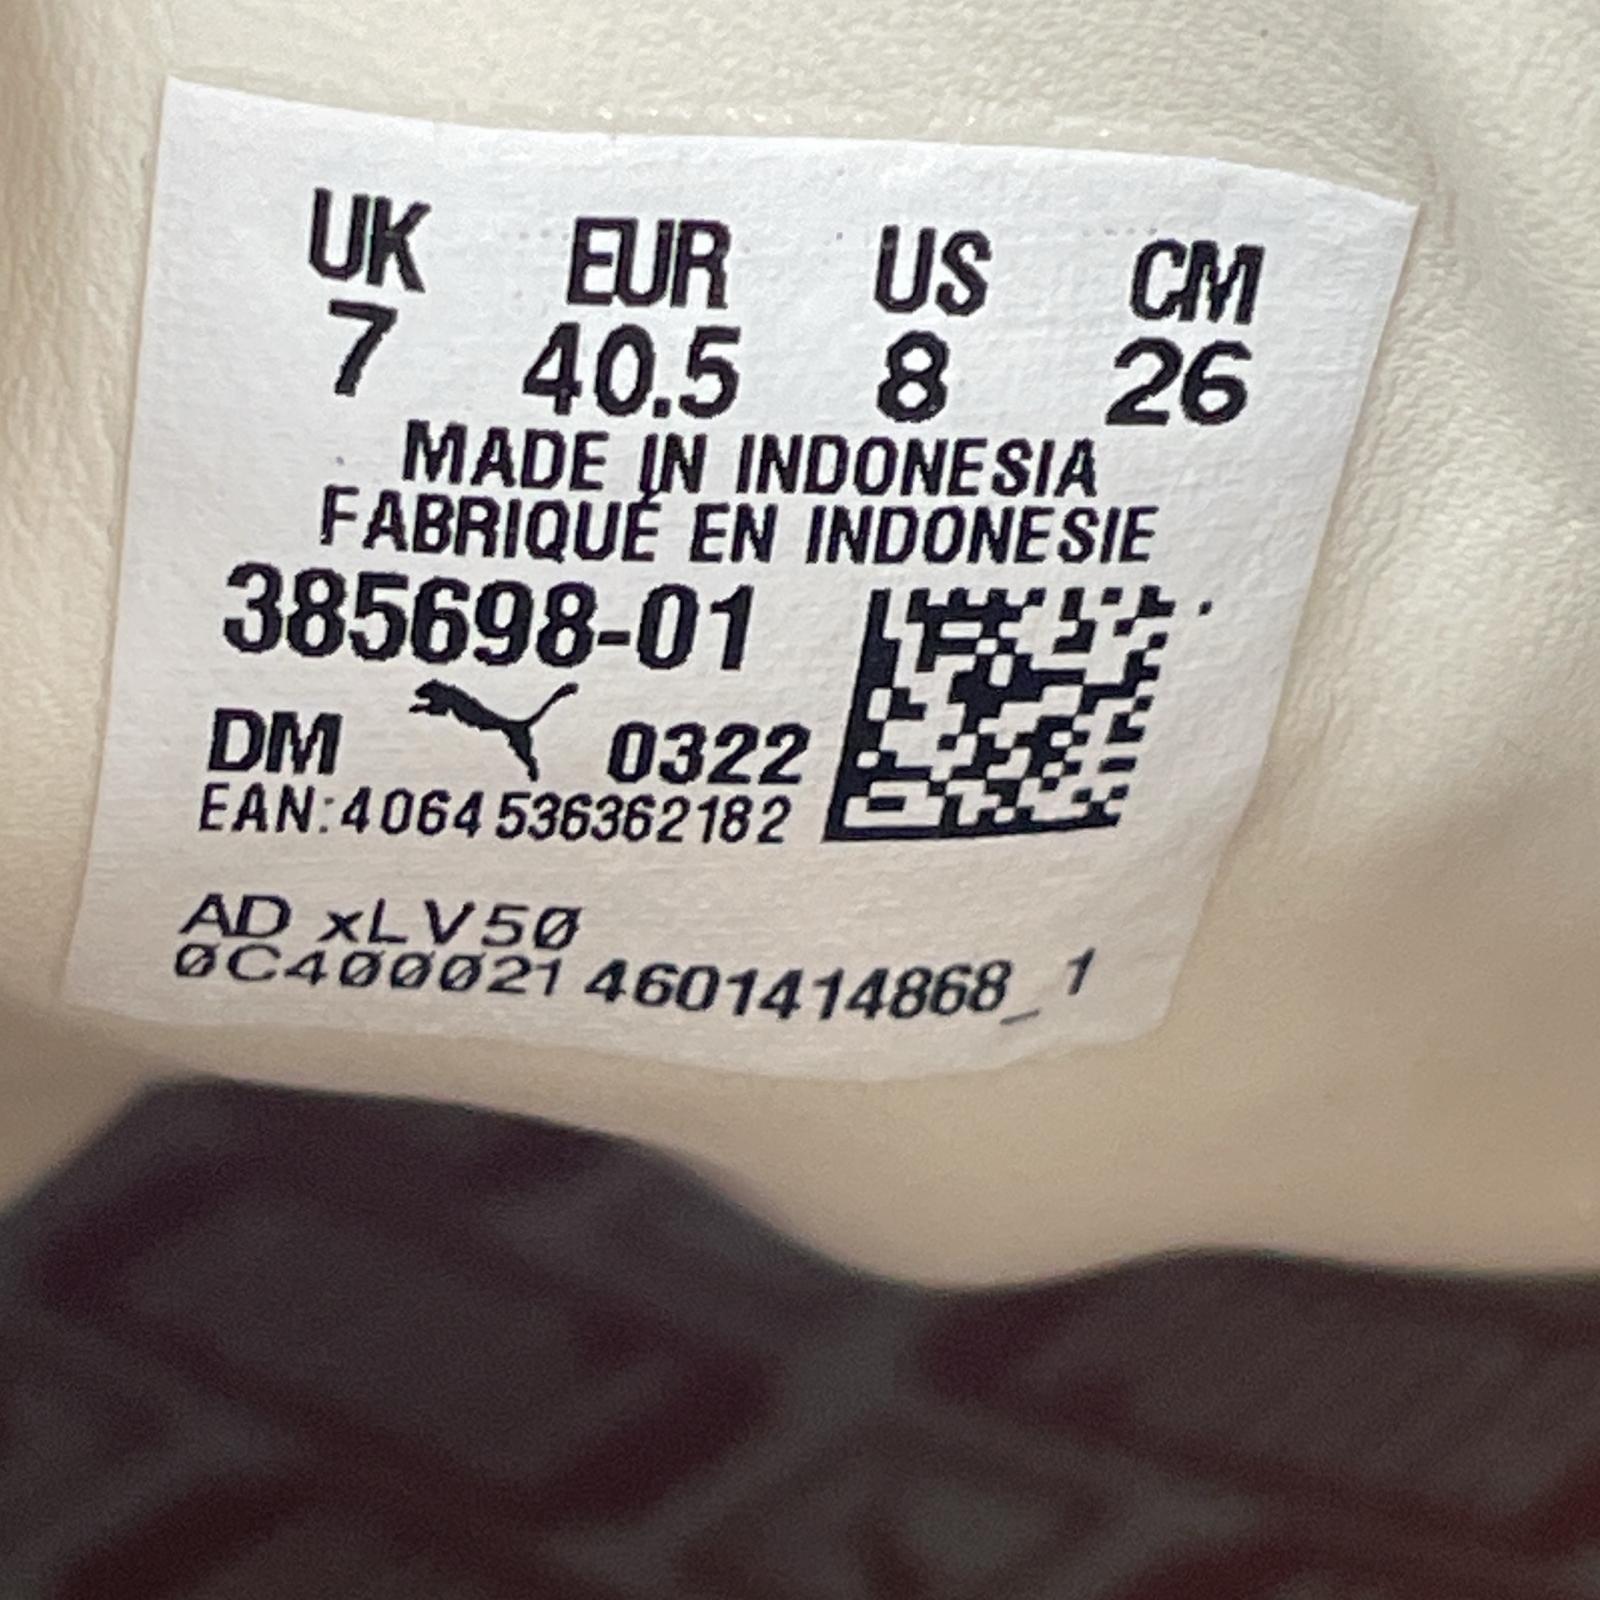 UK EUR US CM
7 40.5 8 26
MADE IN INDONESIA
FABRIQUÉ EN INDONESIE
385698-01
DM 0322
EAN:4064536362182
AD xLV50
0C400021 4601414868_1